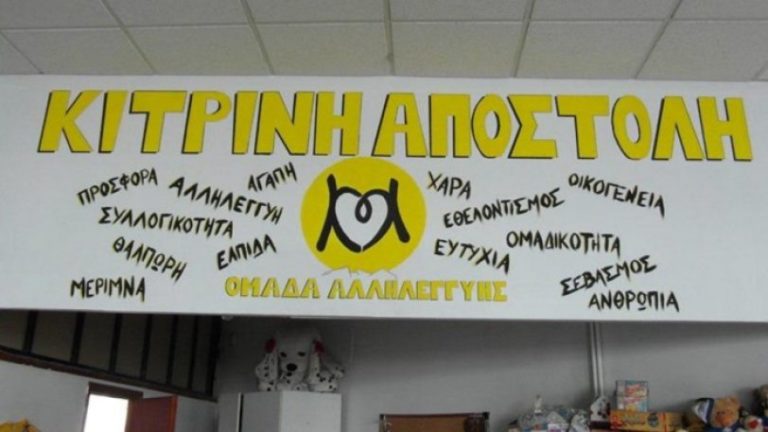 ΚΙΤΡΙΝΗ ΑΠΟΣΤΟΛΗ
ΠΡΟΣΦΟΡΑ
ΑΛΛΗΛΕΓΓΥΗ
ΑΓΑΠΗ
ΣΥΛΛΟΓΙΚΟΤΗΤΑ
ΘΑΛΠΩΡΗ
ΕΛΠΙΔΑ
ΜΕΡΙΜΝΑ
ΧΑΡΑ
ΕΘΕΛΟΝΤΙΣΜΟΣ
ΟΙΚΟΓΕΝΕΙΑ
ΕΥΤΥΧΙΑ
ΟΜΑΔΙΚΟΤΗΤΑ
ΣΕΒΑΣΜΟΣ
ΑΝΘΡΩΠΙΑ
ΟΜΑΔΑ ΑΛΛΗΛΕΓΓΥΗΣ